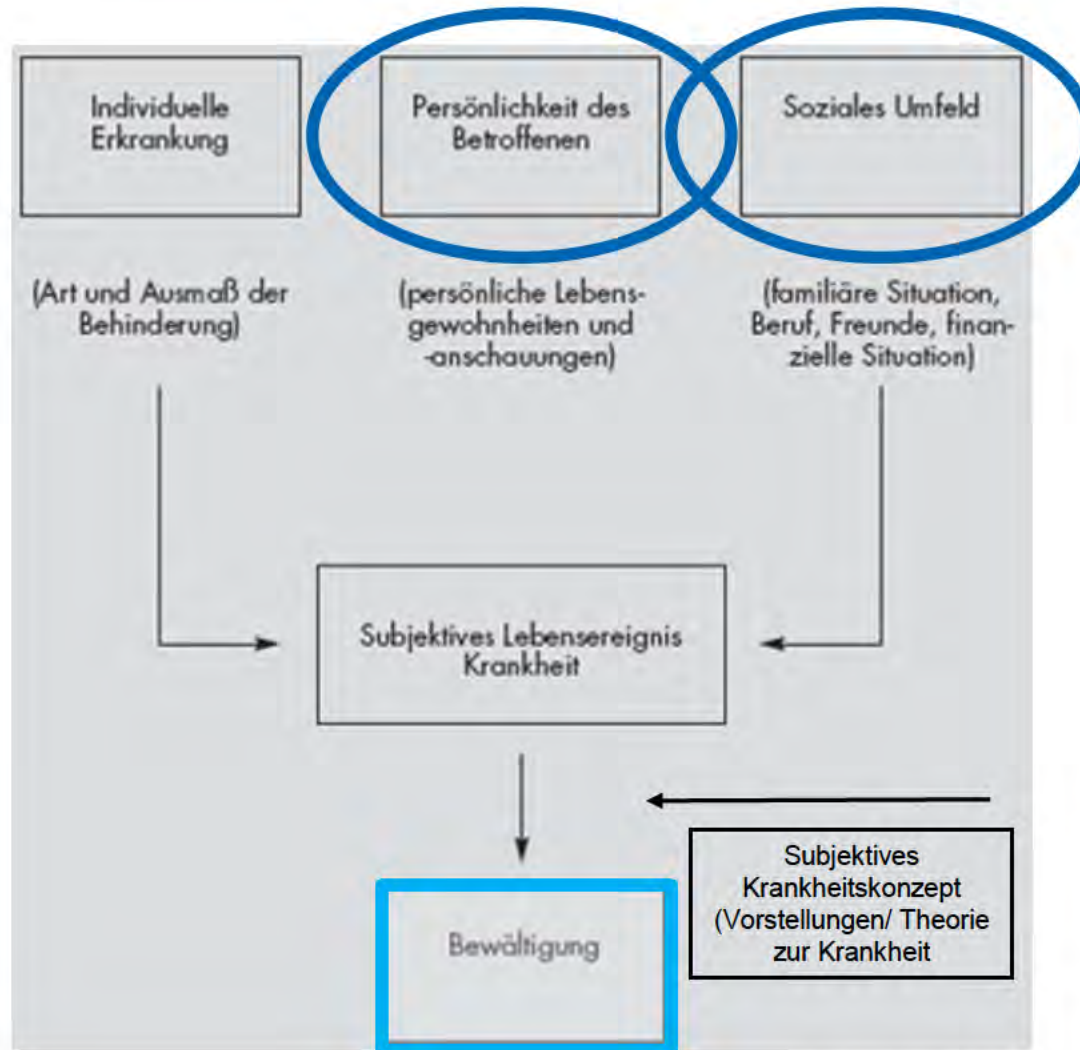 Individuelle
Erkrankung
Persönlichkeit des
Betroffenen
Soziales Umfeld
(Art und Ausmaß der
Behinderung)
(persönliche Lebens-
gewohnheiten und
-anschauungen)
(familiäre Situation,
Beruf, Freunde, finan-
zielle Situation)
Subjektives Lebensereignis
Krankheit
Subjektives
Krankheitskonzept
(Vorstellungen/ Theorie
zur Krankheit
Bewältigung